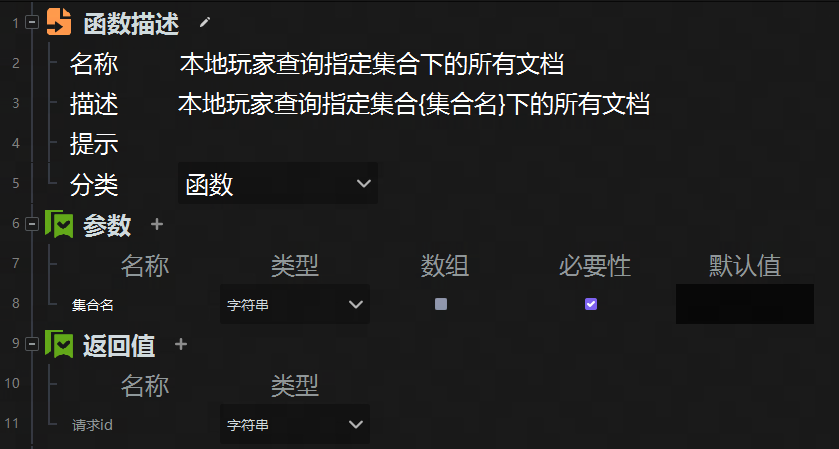 1 函数描述
2 名称 本地玩家查询指定集合下的所有文档
3 描述 本地玩家查询指定集合{集合名}下的所有文档
4 提示
5 分类 函数
6 参数 +
7 名称 类型 数组 必要性 默认值
8 集合名 字符串
9 返回值 +
10 名称 类型
11 请求id 字符串